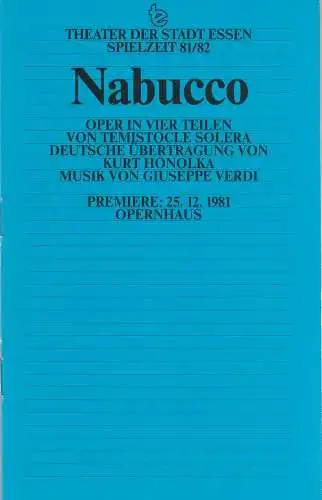 THEATER DER STADT ESSEN
SPIELZEIT 81/82
Nabucco
OPER IN VIER TEILEN
VON TEMISTOCLE SOLERA
DEUTSCHE ÜBERTRAGUNG VON
KURT HONOLKA
MUSIK VON GIUSEPPE VERDI
PREMIERE: 25. 12. 1981
OPERNHAUS